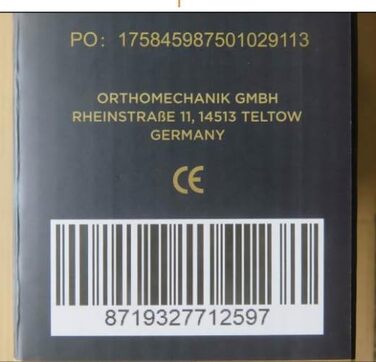 PO: 175845987501029113
ORTHOMECHANIK GMBH
RHEINSTRAßE 11, 14513 TELTOW
GERMANY
CE
8719327712597